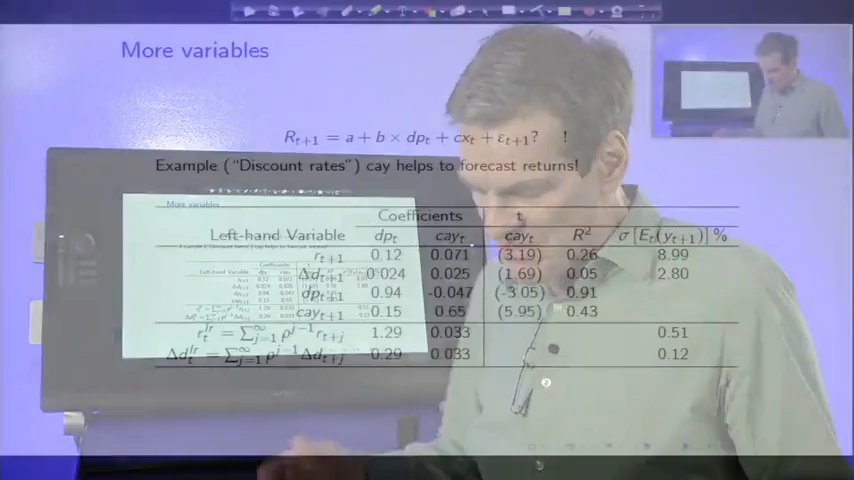 More variables
R_{t+1} = a + b × dp_t + cx_t + ε_{t+1}? !
Example (“Discount rates”) cay helps to forecast returns!
Coefficients t
Left-hand Variable dp_t cay_t cay_t R² σ [E_t(y_{t+1})] %
r_{t+1} 0.12 0.071 (3.19) 0.26 8.99
Δd_{t+1} 0.024 0.025 (1.69) 0.05 2.80
dp_{t+1} 0.94 -0.047 (-3.05) 0.91
cay_{t+1} 0.15 0.65 (5.95) 0.43
r_t^{lr} = Σ_{j=1}^{∞} ρ^{j-1} r_{t+j} 1.29 0.033 0.51
Δd_t^{lr} = Σ_{j=1}^{∞} ρ^{j-1} Δd_{t+j} 0.29 0.033 0.12
More variables